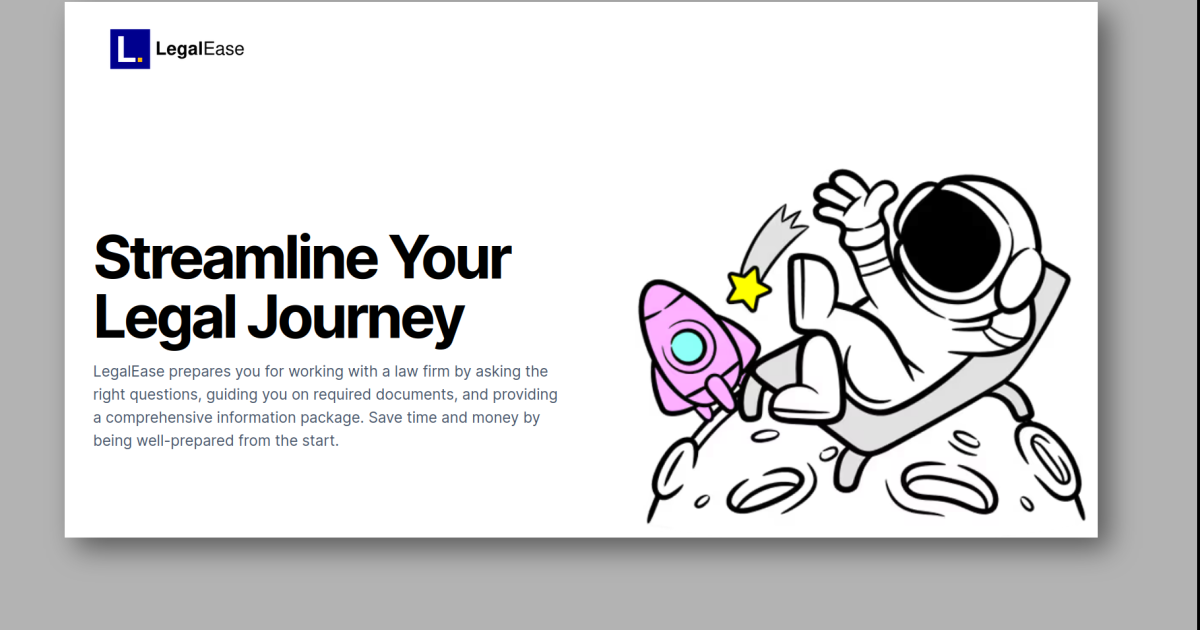 L. LegalEase
Streamline Your
Legal Journey
LegalEase prepares you for working with a law firm by asking the
right questions, guiding you on required documents, and providing
a comprehensive information package. Save time and money by
being well-prepared from the start.